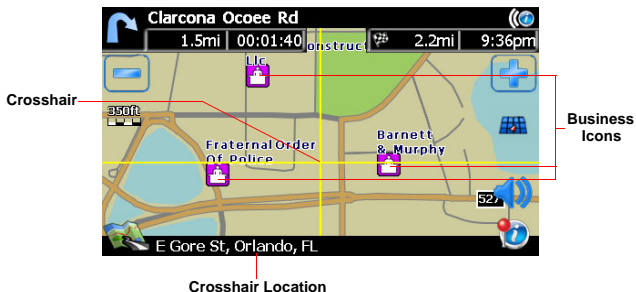 Clarcona Ocoee Rd
1.5mi 00:01:40 2.2mi 9:36pm
onstruct
Llc
Crosshair
350ft
Business
Icons
Fraternal Order
Of Police
Barnett
& Murphy
527
E Gore St, Orlando, FL
Crosshair Location